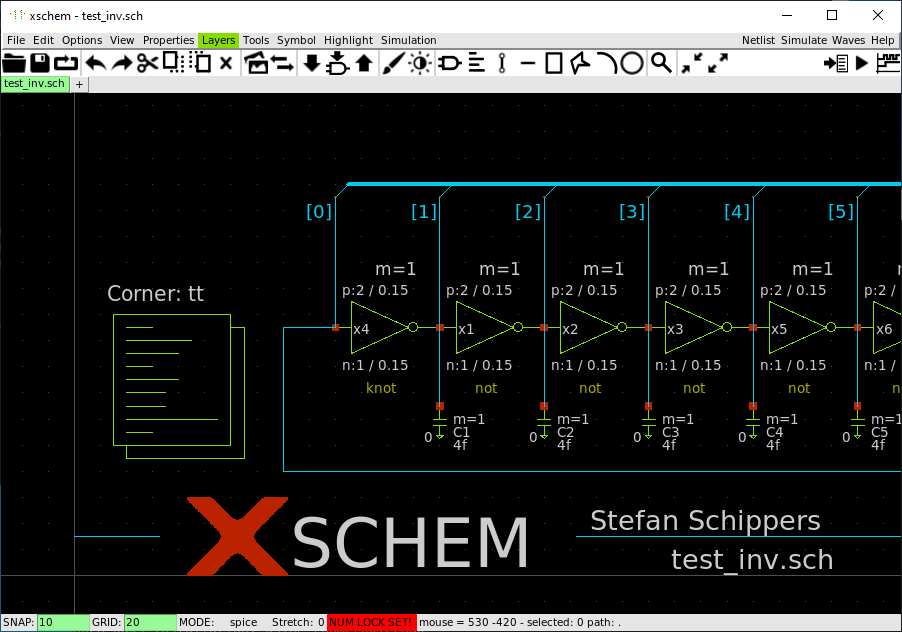 xschem - test_inv.sch
File Edit Options View Properties Layers Tools Symbol Highlight Simulation Netlist Simulate Waves Help
test_inv.sch +
[0] [1] [2] [3] [4] [5]
m=1 m=1 m=1 m=1 m=1
p:2 / 0.15 p:2 / 0.15 p:2 / 0.15 p:2 / 0.15 p:2 / 0.15 p:2 /
Corner: tt
x4 x1 x2 x3 x5 x6
n:1 / 0.15 n:1 / 0.15 n:1 / 0.15 n:1 / 0.15 n:1 / 0.15 n:1 /
knot not not not not n
m=1 m=1 m=1 m=1 m=1
C1 C2 C3 C4 C5
0 0 0 0 0
4f 4f 4f 4f 4f
XSCHEM
Stefan Schippers
test_inv.sch
SNAP: 10 GRID: 20 MODE: spice Stretch: 0 NUM LOCK SET! mouse = 530 -420 - selected: 0 path: .